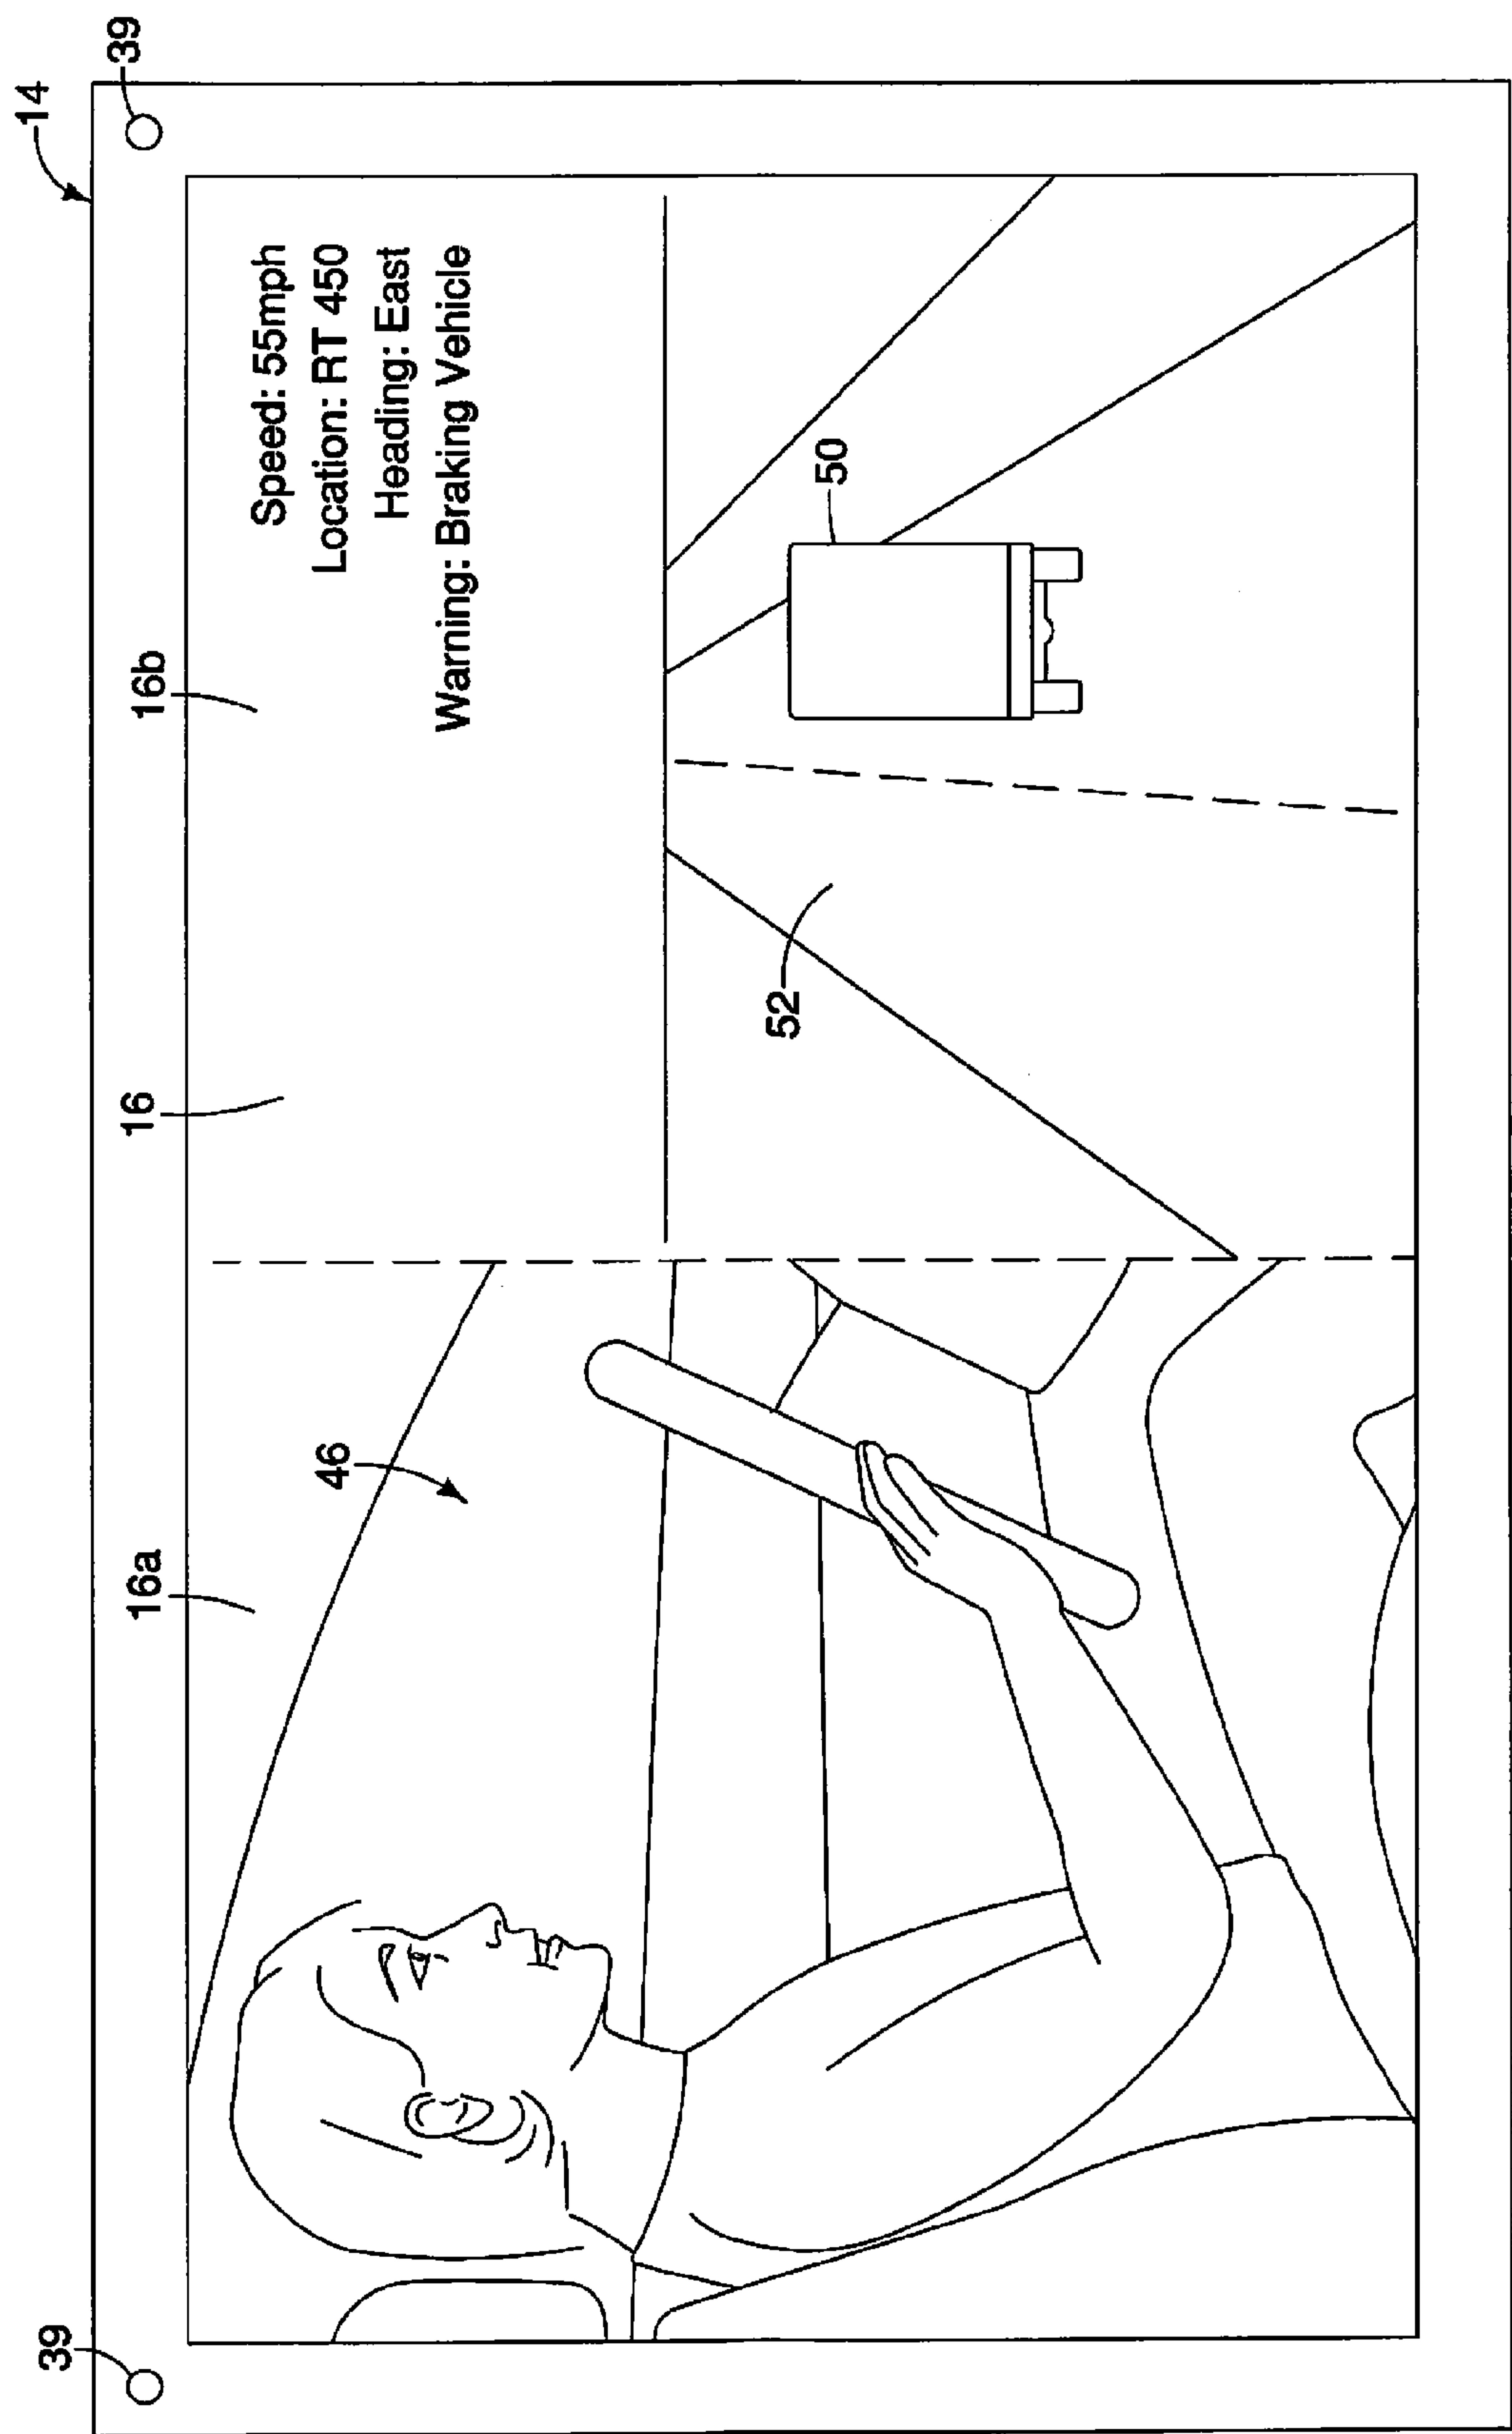 14
39
39
16a
16
16b
Speed: 55mph
Location: RT 450
Heading: East
Warning: Braking Vehicle
46
50
52